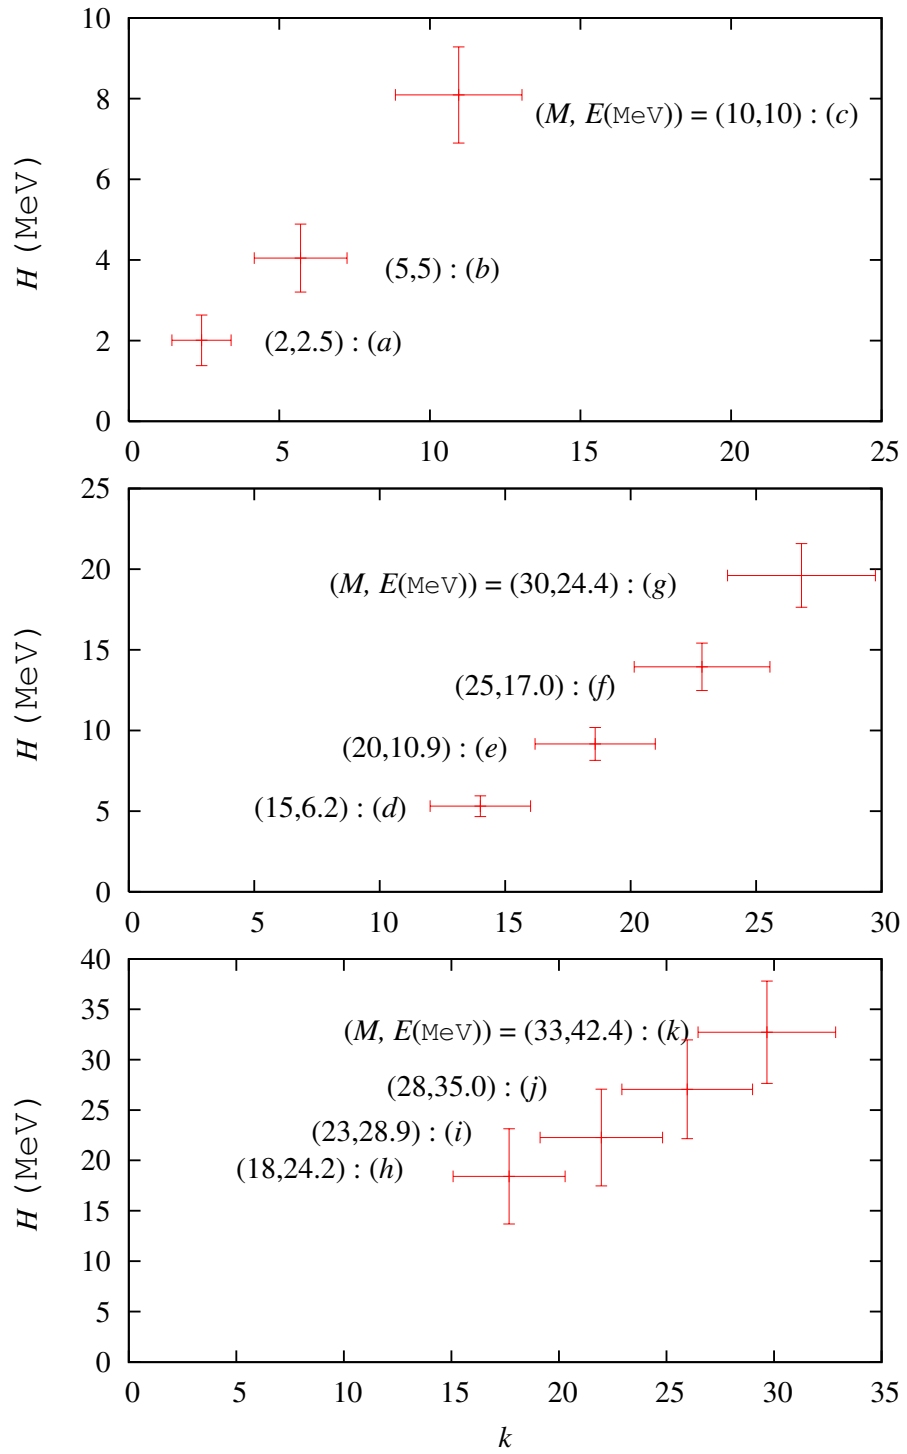 10
8
(M, E(MeV)) = (10,10) : (c)
6
H (MeV)
4
(5,5) : (b)
2
(2,2.5) : (a)
0
0 5 10 15 20 25
25
20
(M, E(MeV)) = (30,24.4) : (g)
15
H (MeV)
(25,17.0) : (f)
10
(20,10.9) : (e)
5
(15,6.2) : (d)
0
0 5 10 15 20 25 30
40
35
(M, E(MeV)) = (33,42.4) : (k)
30
(28,35.0) : (j)
25
H (MeV)
(23,28.9) : (i)
20
(18,24.2) : (h)
15
10
5
0
0 5 10 15 20 25 30 35
k